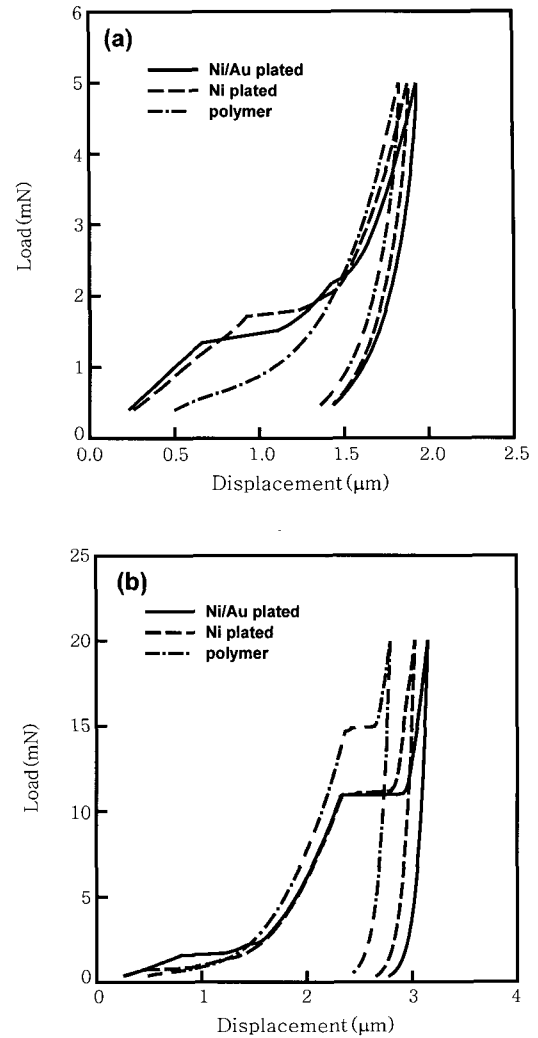 (a)
Ni/Au plated
Ni plated
polymer
6
5
4
3
2
1
0
Load(mN)
0.0 0.5 1.0 1.5 2.0 2.5
Displacement(μm)
(b)
Ni/Au plated
Ni plated
polymer
25
20
15
10
5
0
Load(mN)
0 1 2 3 4
Displacement(μm)